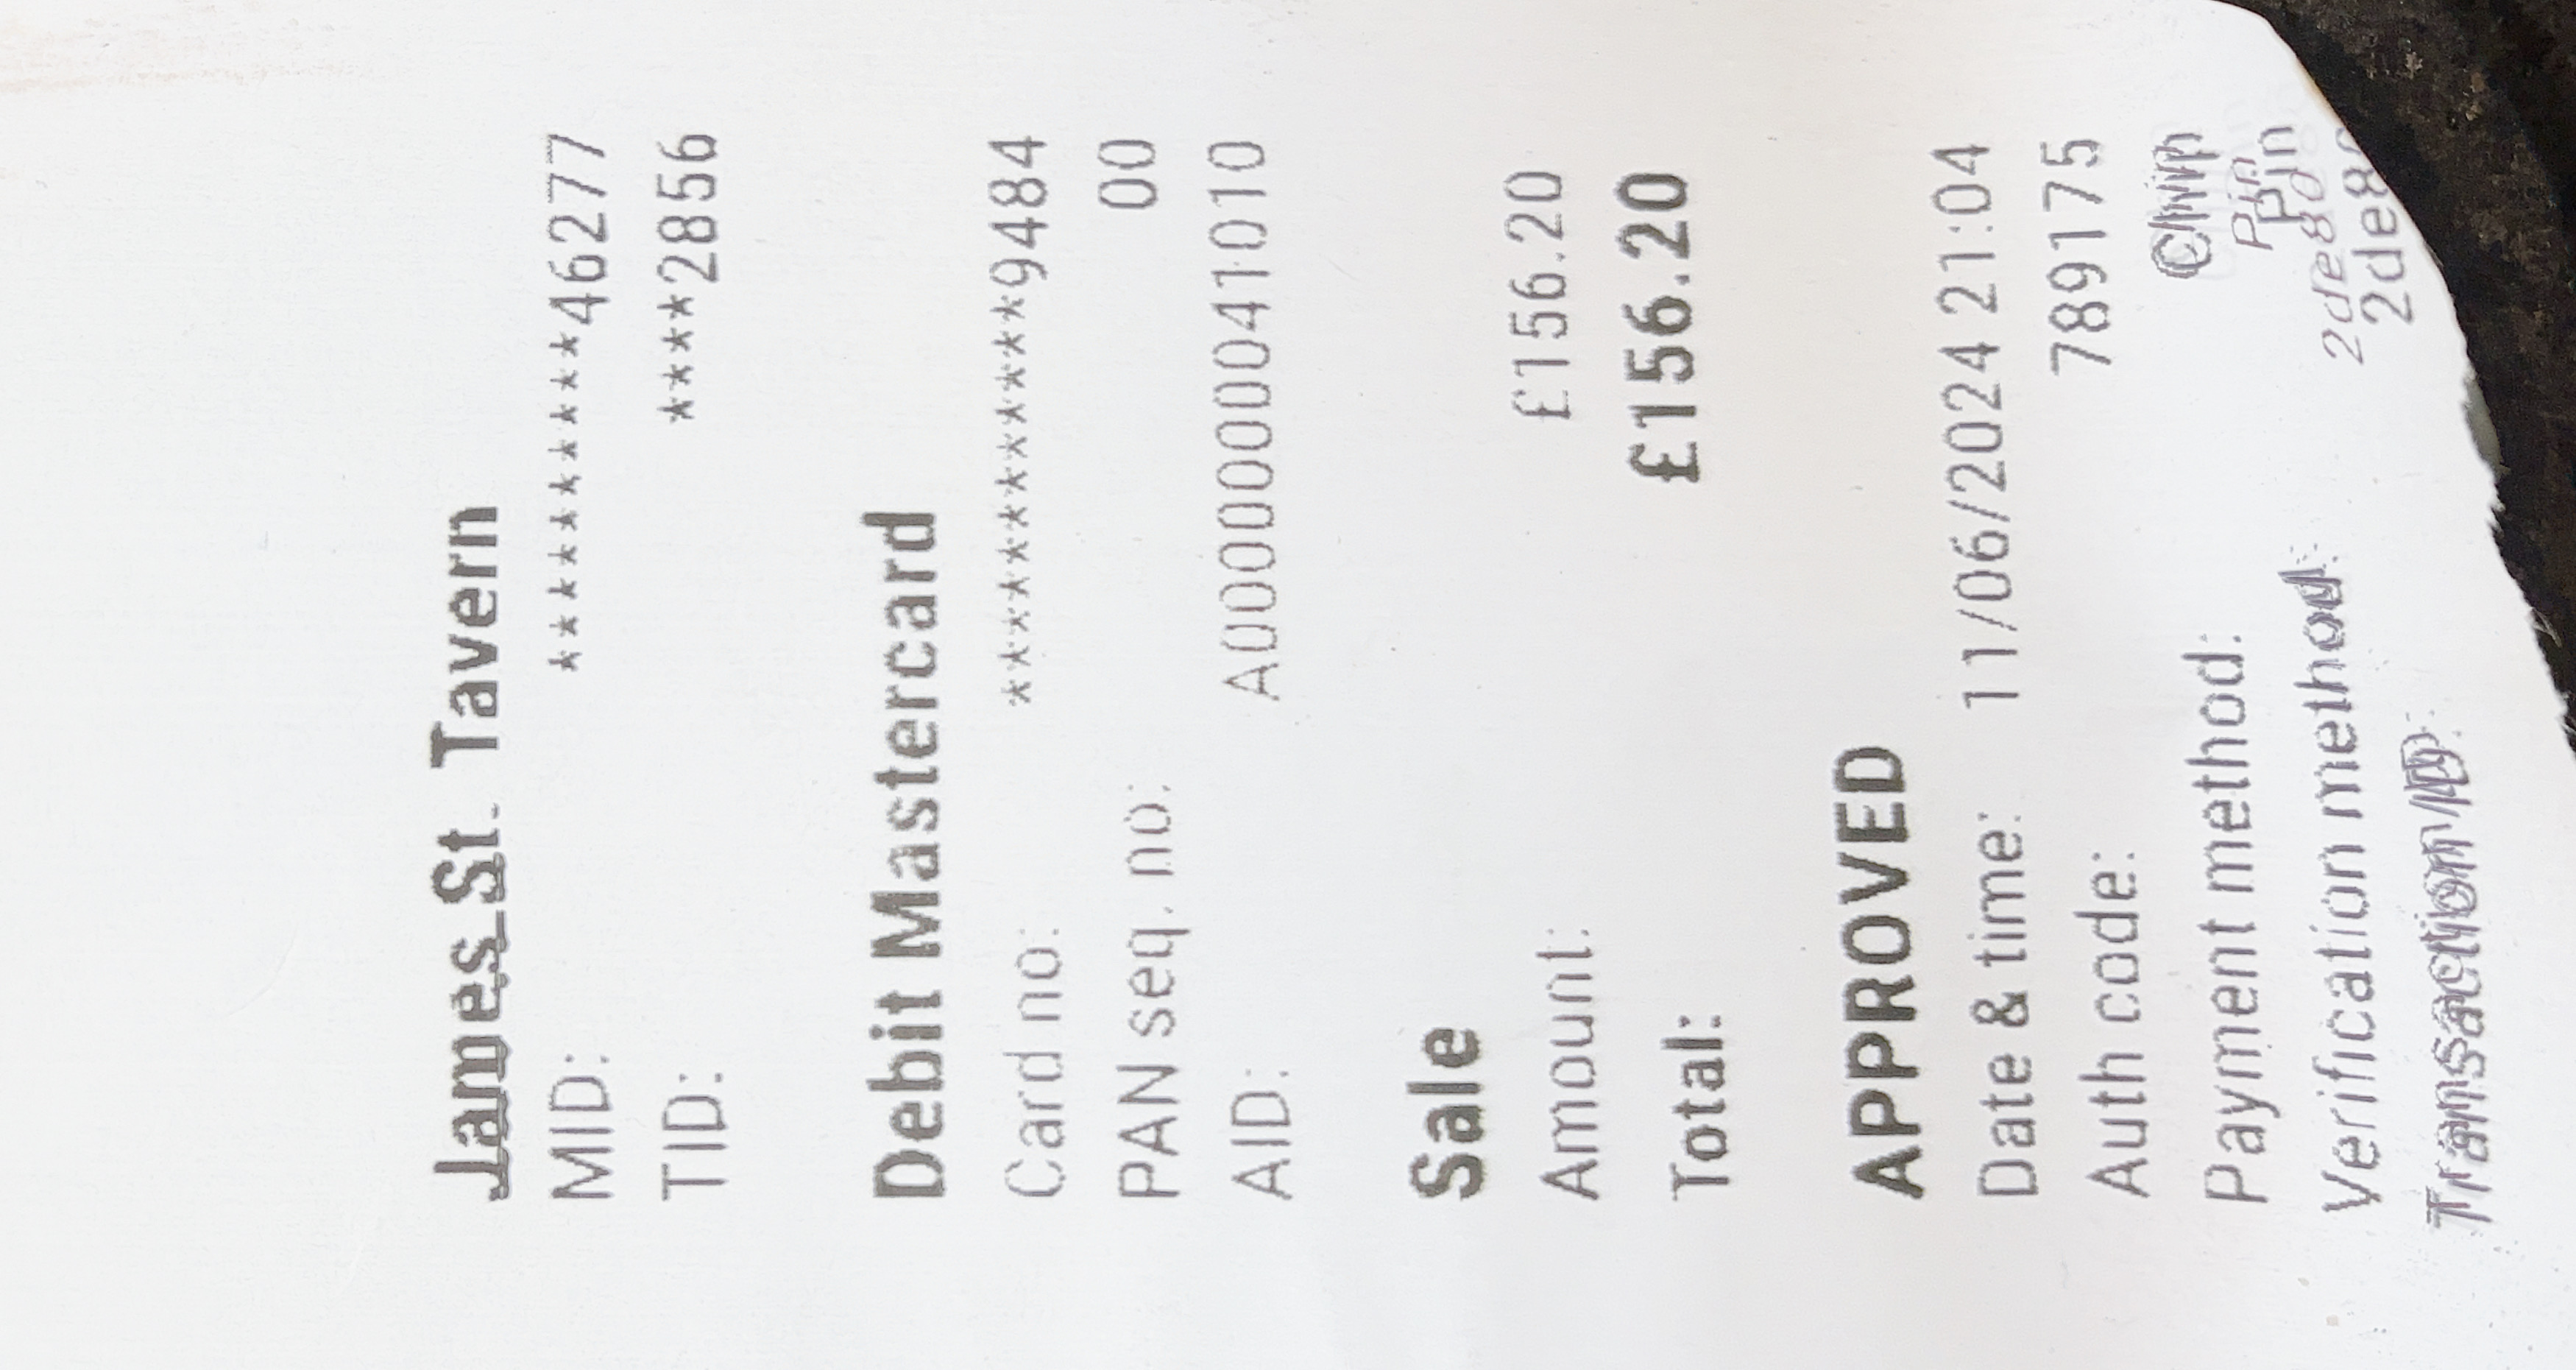 James St. Tavern
MID: ************46277
TID: ****2856
Debit Mastercard
Card no: ************9484
PAN seq. no: 00
AID: A0000000041010
Sale
Amount: £156.20
Total: £156.20
APPROVED
Date & time: 11/06/2024 21:04
Auth code: 789175
Payment method: Chip
Verification method: Pin
Transaction ID: